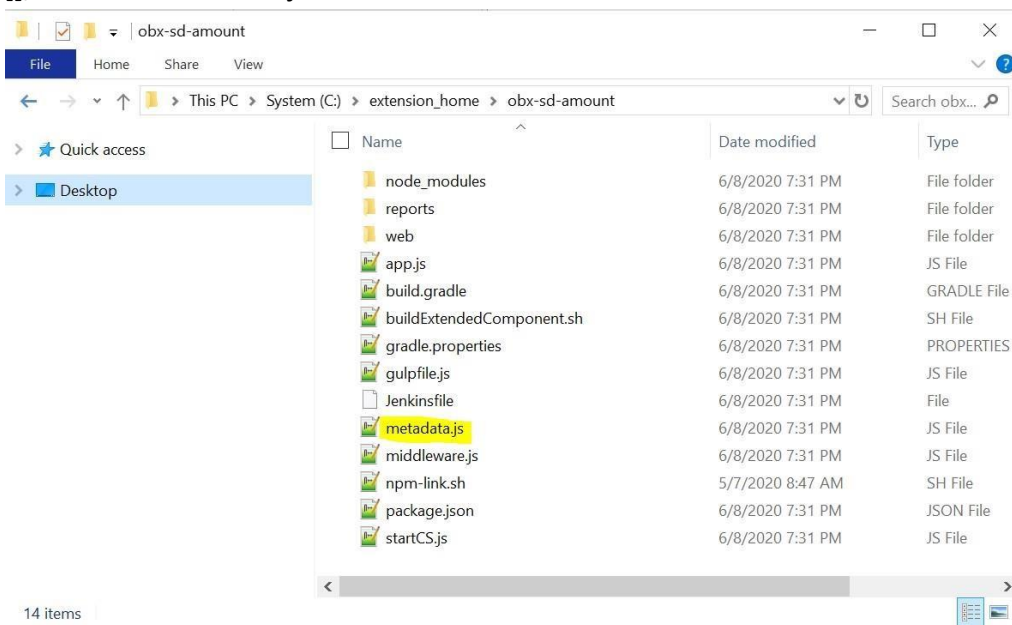 obx-sd-amount
File Home Share View
This PC > System (C:) > extension_home > obx-sd-amount Search obx...
Name Date modified Type
Quick access
Desktop
node_modules 6/8/2020 7:31 PM File folder
reports 6/8/2020 7:31 PM File folder
web 6/8/2020 7:31 PM File folder
app.js 6/8/2020 7:31 PM JS File
build.gradle 6/8/2020 7:31 PM GRADLE File
buildExtendedComponent.sh 6/8/2020 7:31 PM SH File
gradle.properties 6/8/2020 7:31 PM PROPERTIES
gulpfile.js 6/8/2020 7:31 PM JS File
Jenkinsfile 6/8/2020 7:31 PM File
metadata.js 6/8/2020 7:31 PM JS File
middleware.js 6/8/2020 7:31 PM JS File
npm-link.sh 5/7/2020 8:47 AM SH File
package.json 6/8/2020 7:31 PM JSON File
startCS.js 6/8/2020 7:31 PM JS File
14 items